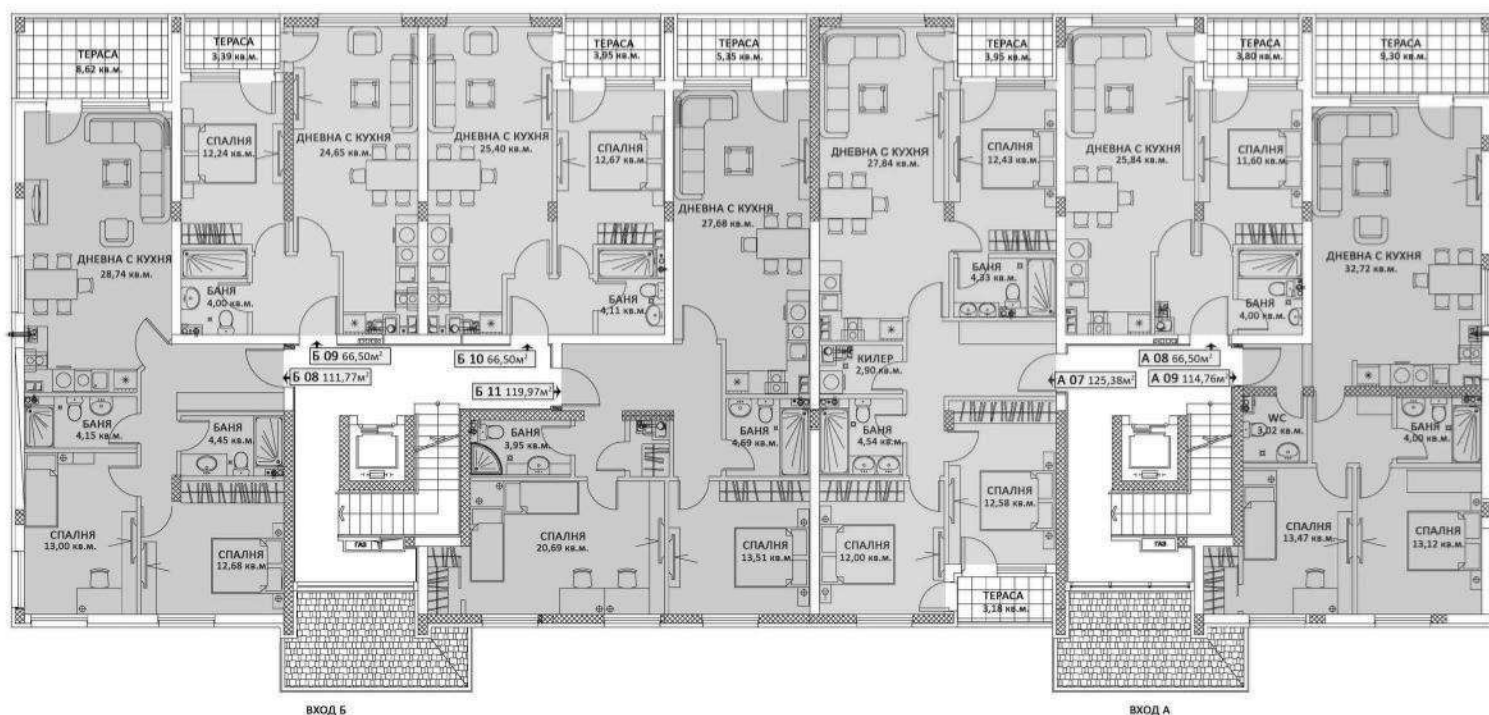 ТЕРАСА
8,62 кв.м.
ТЕРАСА
3,39 кв.м.
ТЕРАСА
3,95 кв.м.
ТЕРАСА
5,35 кв.м.
ТЕРАСА
3,95 кв.м.
ТЕРАСА
3,80 кв.м.
ТЕРАСА
9,30 кв.м.
СПАЛНЯ
12,24 кв.м.
ДНЕВНА С КУХНЯ
24,65 кв.м.
ДНЕВНА С КУХНЯ
25,40 кв.м.
СПАЛНЯ
12,67 кв.м.
ДНЕВНА С КУХНЯ
27,84 кв.м.
СПАЛНЯ
12,43 кв.м.
ДНЕВНА С КУХНЯ
25,84 кв.м.
СПАЛНЯ
11,60 кв.м.
ДНЕВНА С КУХНЯ
27,68 кв.м.
ДНЕВНА С КУХНЯ
28,74 кв.м.
ДНЕВНА С КУХНЯ
32,72 кв.м.
БАНЯ
4,00 кв.м.
БАНЯ
4,11 кв.м.
БАНЯ
4,33 кв.м.
БАНЯ
4,00 кв.м.
Б 09 66,50м²
Б 10 66,50м²
КИЛЕР
2,90 кв.м.
А 08 66,50м²
Б 08 111,77м²
Б 11 119,97м²
А 07 125,38м²
А 09 114,76м²
БАНЯ
4,15 кв.м.
БАНЯ
4,45 кв.м.
БАНЯ
3,95 кв.м.
БАНЯ
4,69 кв.м.
БАНЯ
4,54 кв.м.
WC
3,02 кв.м.
БАНЯ
4,00 кв.м.
СПАЛНЯ
13,00 кв.м.
СПАЛНЯ
12,68 кв.м.
ГАЗ
СПАЛНЯ
20,69 кв.м.
СПАЛНЯ
13,51 кв.м.
СПАЛНЯ
12,00 кв.м.
СПАЛНЯ
12,58 кв.м.
ГАЗ
СПАЛНЯ
13,47 кв.м.
СПАЛНЯ
13,12 кв.м.
ТЕРАСА
3,18 кв.м.
ВХОД Б
ВХОД А